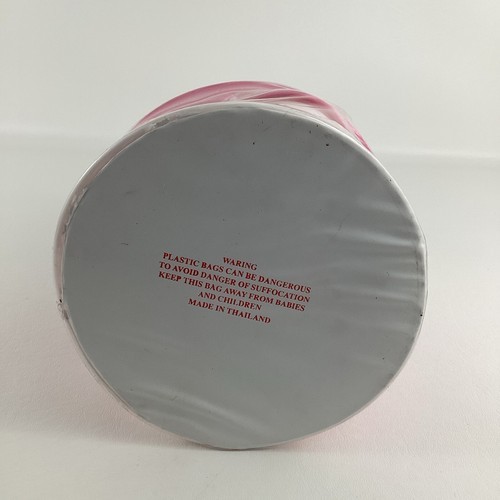 WARING
PLASTIC BAGS CAN BE DANGEROUS
TO AVOID DANGER OF SUFFOCATION
KEEP THIS BAG AWAY FROM BABIES
AND CHILDREN
MADE IN THAILAND